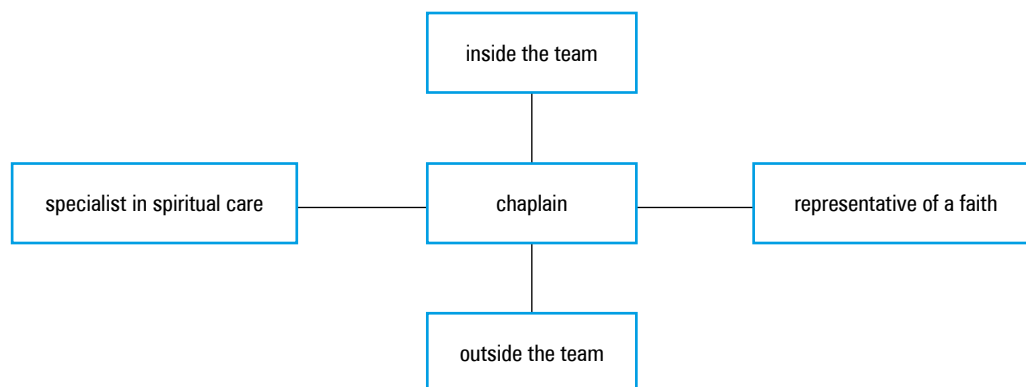 inside the team
specialist in spiritual care
chaplain
representative of a faith
outside the team